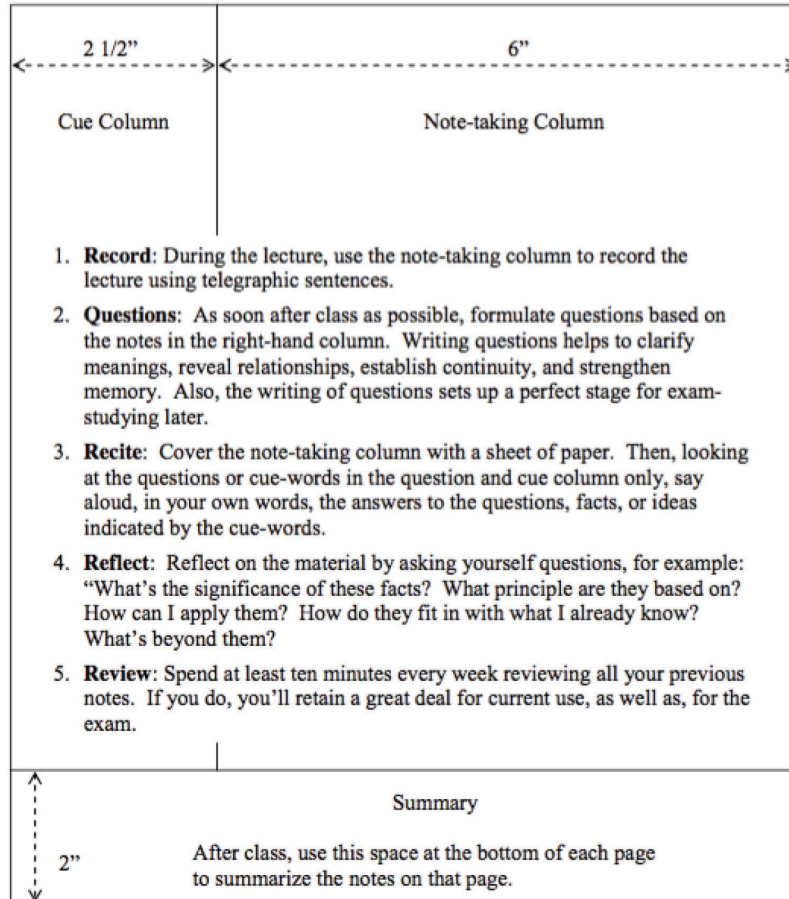 2 1/2” 6”
Cue Column Note-taking Column
1. Record: During the lecture, use the note-taking column to record the
lecture using telegraphic sentences.
2. Questions: As soon after class as possible, formulate questions based on
the notes in the right-hand column. Writing questions helps to clarify
meanings, reveal relationships, establish continuity, and strengthen
memory. Also, the writing of questions sets up a perfect stage for exam-
studying later.
3. Recite: Cover the note-taking column with a sheet of paper. Then, looking
at the questions or cue-words in the question and cue column only, say
aloud, in your own words, the answers to the questions, facts, or ideas
indicated by the cue-words.
4. Reflect: Reflect on the material by asking yourself questions, for example:
“What’s the significance of these facts? What principle are they based on?
How can I apply them? How do they fit in with what I already know?
What’s beyond them?
5. Review: Spend at least ten minutes every week reviewing all your previous
notes. If you do, you’ll retain a great deal for current use, as well as, for the
exam.
Summary
2”
After class, use this space at the bottom of each page
to summarize the notes on that page.